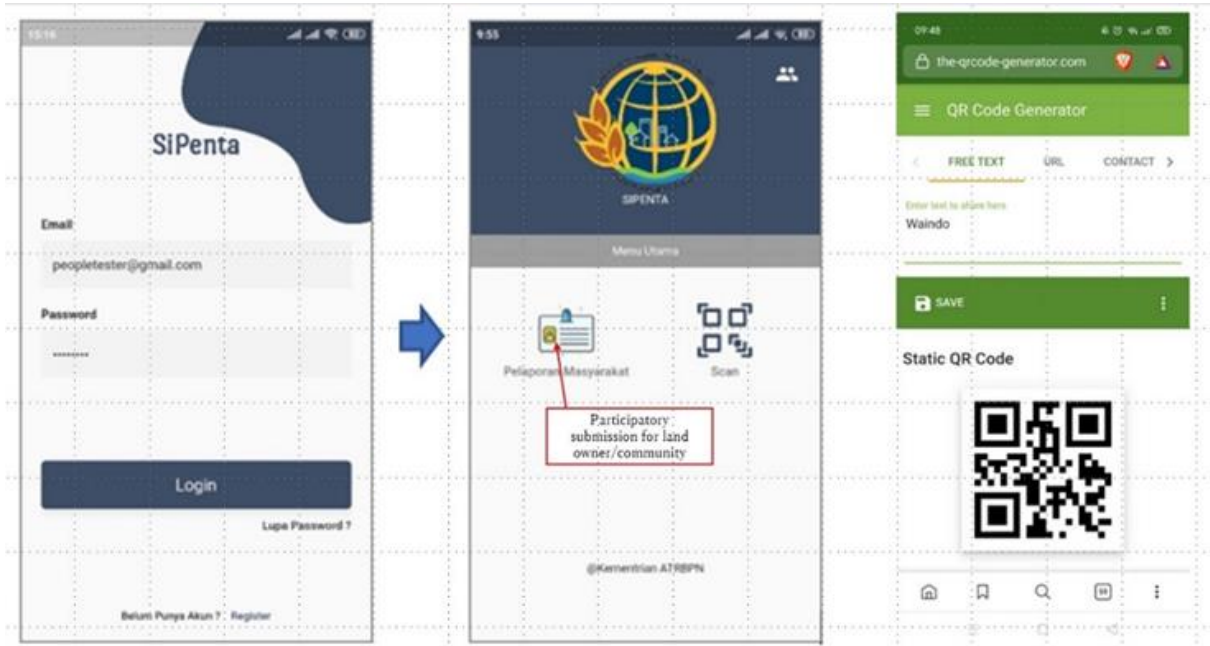 15:16
SiPenta
Email
peopletester@gmail.com
Password
Login
Lupa Password ?
Belum Punya Akun ? Register
9:55
SIPENTA
Menu Utama
Pelaporan Masyarakat
Scan
Participatory
submission for land
owner/community
@Kementrian ATRBPN
09:48
the-qrcode-generator.com
QR Code Generator
FREE TEXT URL CONTACT
Enter text to share here
Waindo
SAVE
Static QR Code